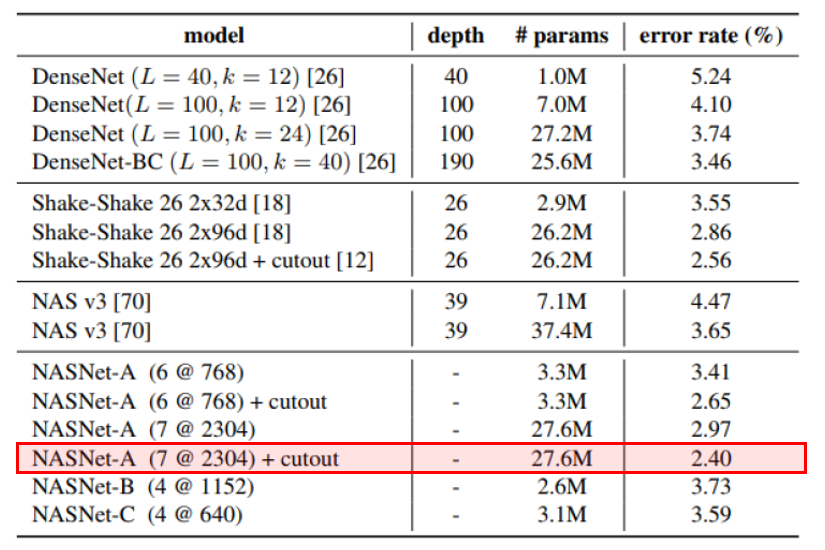 model depth # params error rate (%)
DenseNet (L = 40, k = 12) [26] 40 1.0M 5.24
DenseNet(L = 100, k = 12) [26] 100 7.0M 4.10
DenseNet (L = 100, k = 24) [26] 100 27.2M 3.74
DenseNet-BC (L = 100, k = 40) [26] 190 25.6M 3.46
Shake-Shake 26 2x32d [18] 26 2.9M 3.55
Shake-Shake 26 2x96d [18] 26 26.2M 2.86
Shake-Shake 26 2x96d + cutout [12] 26 26.2M 2.56
NAS v3 [70] 39 7.1M 4.47
NAS v3 [70] 39 37.4M 3.65
NASNet-A (6 @ 768) - 3.3M 3.41
NASNet-A (6 @ 768) + cutout - 3.3M 2.65
NASNet-A (7 @ 2304) - 27.6M 2.97
NASNet-A (7 @ 2304) + cutout - 27.6M 2.40
NASNet-B (4 @ 1152) - 2.6M 3.73
NASNet-C (4 @ 640) - 3.1M 3.59